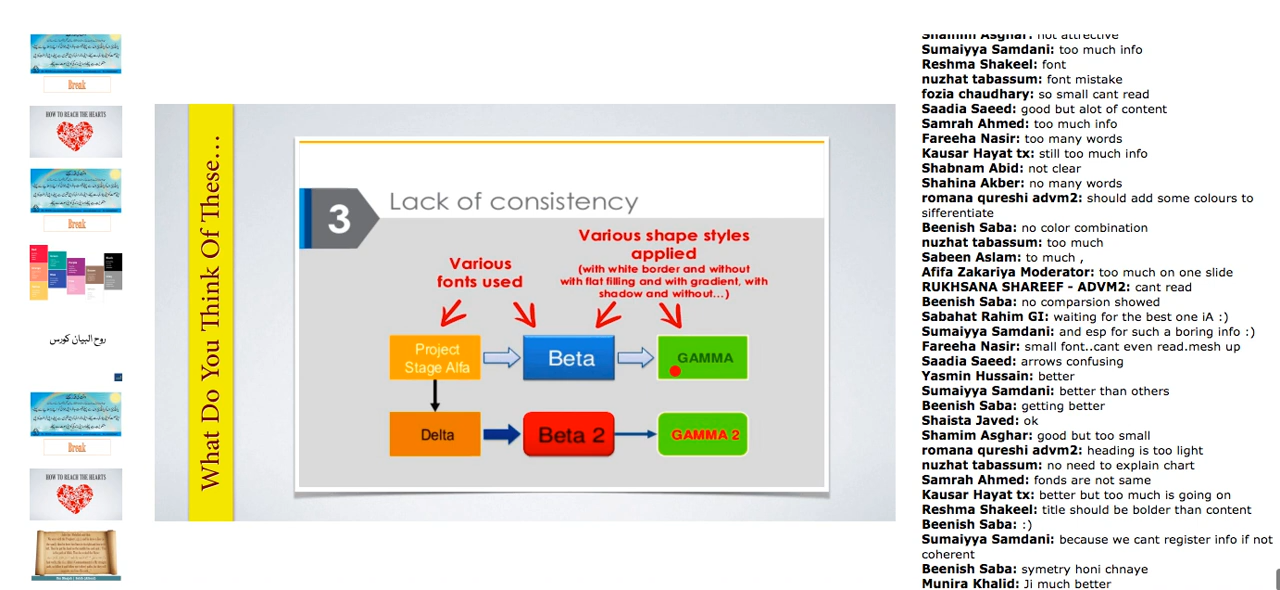 Break
HOW TO REACH THE HEARTS
Break
روح البیان کورس
Break
HOW TO REACH THE HEARTS
What Do You Think Of These...
3
Lack of consistency
Various
fonts used
Various shape styles
applied
(with white border and without
with flat filling and with gradient, with
shadow and without...)
Project
Stage Alfa
Beta
GAMMA
Delta
Beta 2
GAMMA 2
Shamim Asghar: not attrective
Sumaiyya Samdani: too much info
Reshma Shakeel: font
nuzhat tabassum: font mistake
fozia chaudhary: so small cant read
Saadia Saeed: good but alot of content
Samrah Ahmed: too much info
Fareeha Nasir: too many words
Kausar Hayat tx: still too much info
Shabnam Abid: not clear
Shahina Akber: no many words
romana qureshi advm2: should add some colours to
sifferentiate
Beenish Saba: no color combination
nuzhat tabassum: too much
Sabeen Aslam: to much ,
Afifa Zakariya Moderator: too much on one slide
RUKHSANA SHAREEF - ADVM2: cant read
Beenish Saba: no comparsion showed
Sabahat Rahim GI: waiting for the best one iA :)
Sumaiyya Samdani: and esp for such a boring info :)
Fareeha Nasir: small font..cant even read.mesh up
Saadia Saeed: arrows confusing
Yasmin Hussain: better
Sumaiyya Samdani: better than others
Beenish Saba: getting better
Shaista Javed: ok
Shamim Asghar: good but too small
romana qureshi advm2: heading is too light
nuzhat tabassum: no need to explain chart
Samrah Ahmed: fonds are not same
Kausar Hayat tx: better but too much is going on
Reshma Shakeel: title should be bolder than content
Beenish Saba: :)
Sumaiyya Samdani: because we cant register info if not
coherent
Beenish Saba: symetry honi chnaye
Munira Khalid: Ji much better